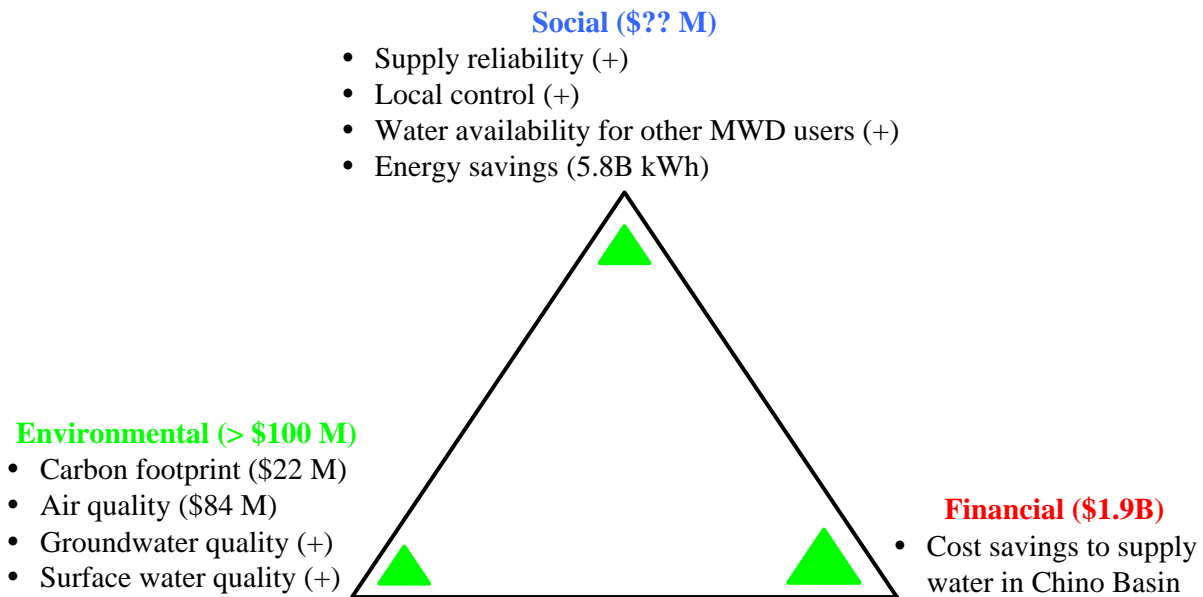 Social ($?? M)
• Supply reliability (+)
• Local control (+)
• Water availability for other MWD users (+)
• Energy savings (5.8B kWh)
Environmental (> $100 M)
• Carbon footprint ($22 M)
• Air quality ($84 M)
• Groundwater quality (+)
• Surface water quality (+)
Financial ($1.9B)
• Cost savings to supply
water in Chino Basin